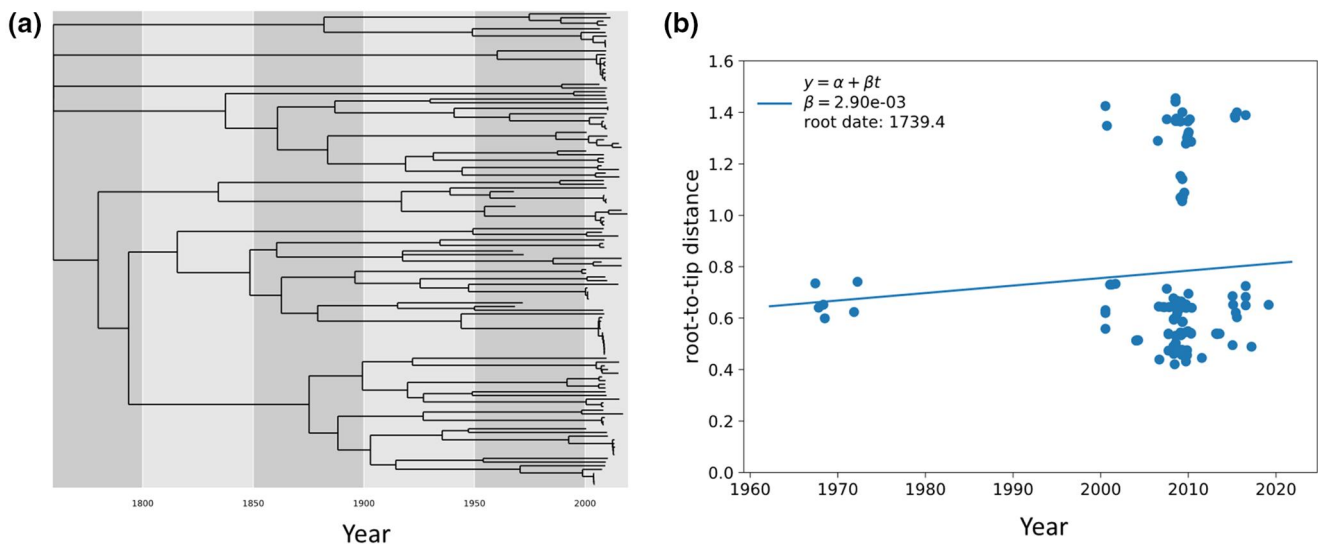 (a)
1800 1850 1900 1950 2000
Year
(b)
1.6
1.4
1.2
1.0
0.8
0.6
0.4
0.2
0.0
root-to-tip distance
y = α + βt
β = 2.90e-03
root date: 1739.4
1960 1970 1980 1990 2000 2010 2020
Year